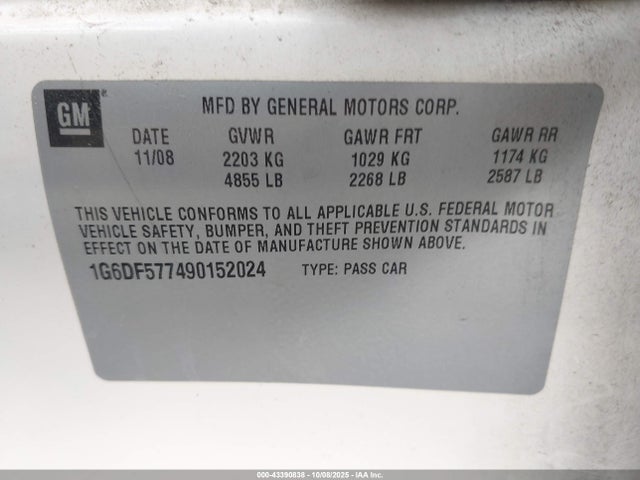 GM
MFD BY GENERAL MOTORS CORP.
DATE GVWR GAWR FRT GAWR RR
11/08 2203 KG 1029 KG 1174 KG
4855 LB 2268 LB 2587 LB
THIS VEHICLE CONFORMS TO ALL APPLICABLE U.S. FEDERAL MOTOR
VEHICLE SAFETY, BUMPER, AND THEFT PREVENTION STANDARDS
IN EFFECT ON THE DATE OF MANUFACTURE SHOWN ABOVE.
1G6DF577490152024 TYPE: PASS CAR
000-43390838 - 10/08/2025 - IAA Inc.